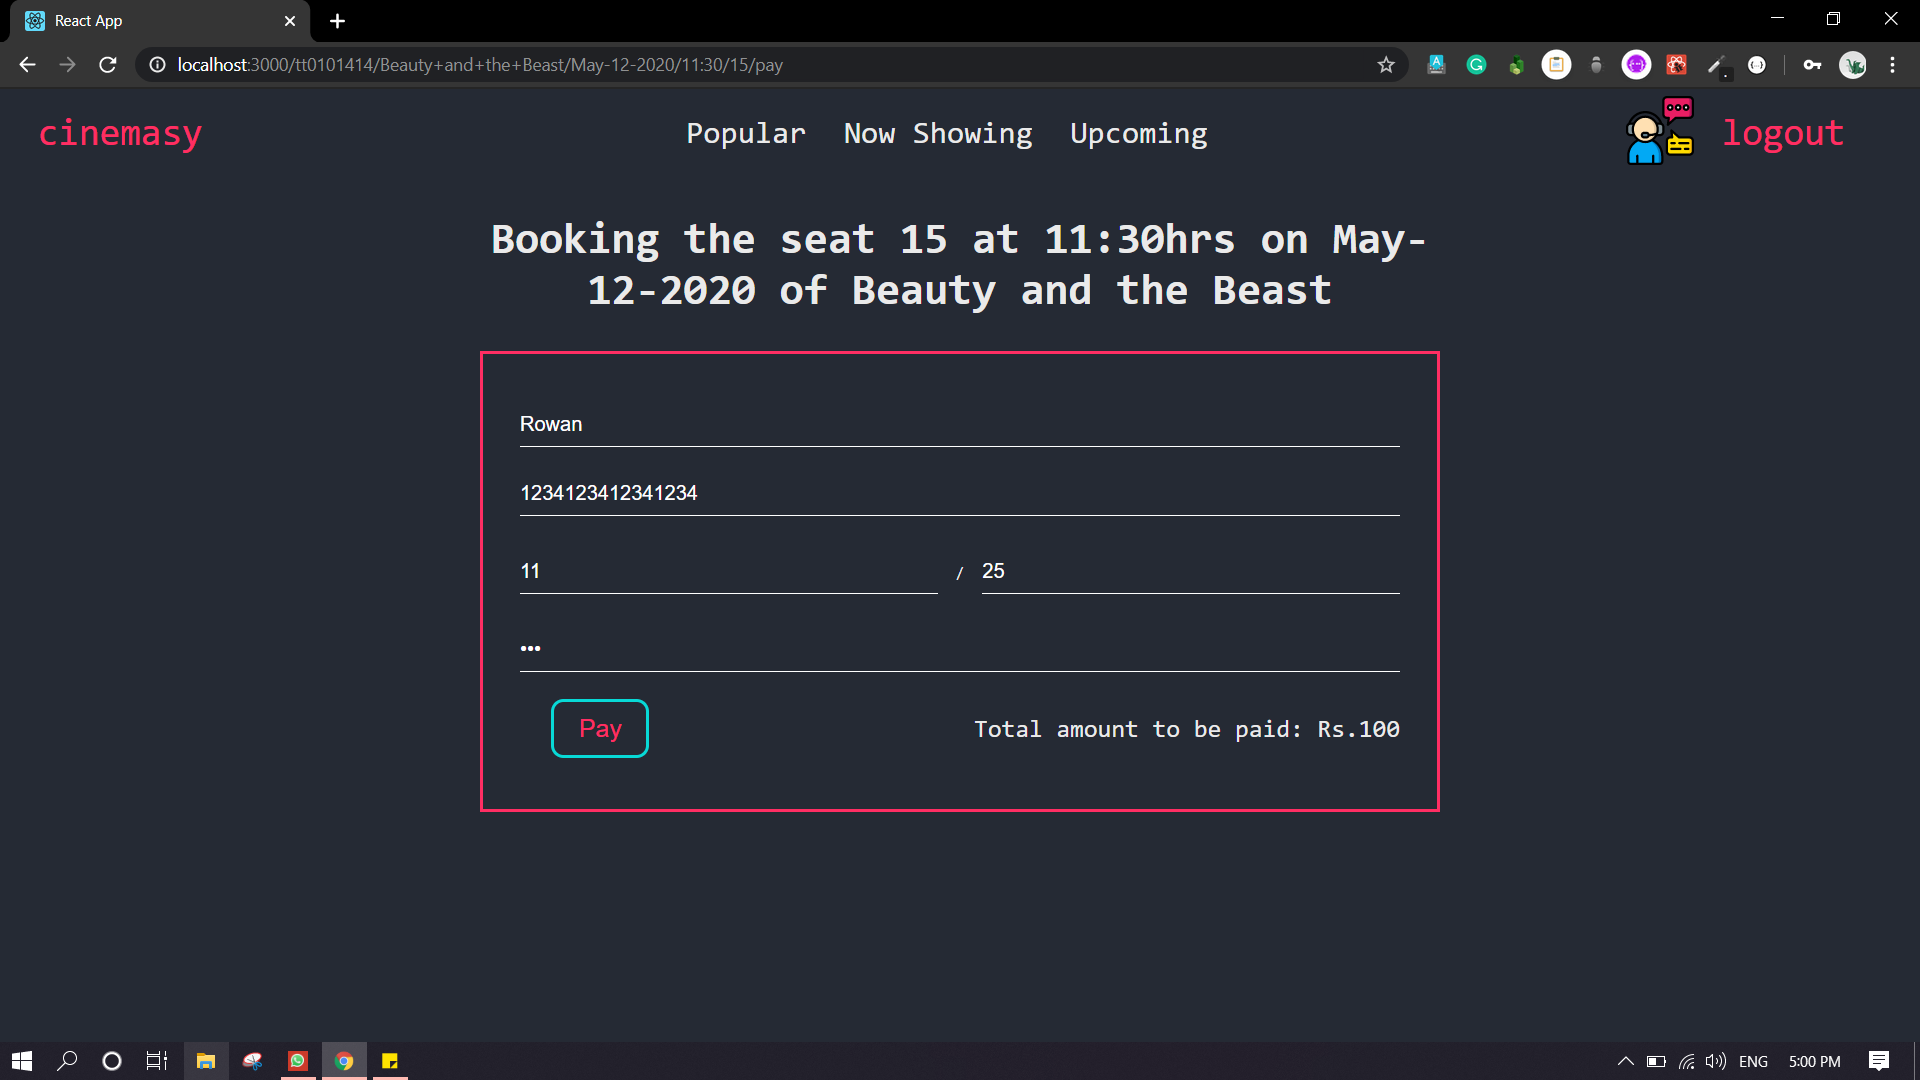 React App
localhost:3000/tt0101414/Beauty+and+the+Beast/May-12-2020/11:30/15/pay
cinemasy
Popular Now Showing Upcoming
logout
Booking the seat 15 at 11:30hrs on May-
12-2020 of Beauty and the Beast
Rowan
1234123412341234
11 / 25
•••
Pay
Total amount to be paid: Rs.100
ENG 5:00 PM